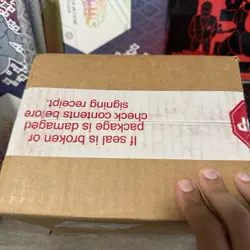 If seal is broken or
package is damaged
check contents before
signing receipt.